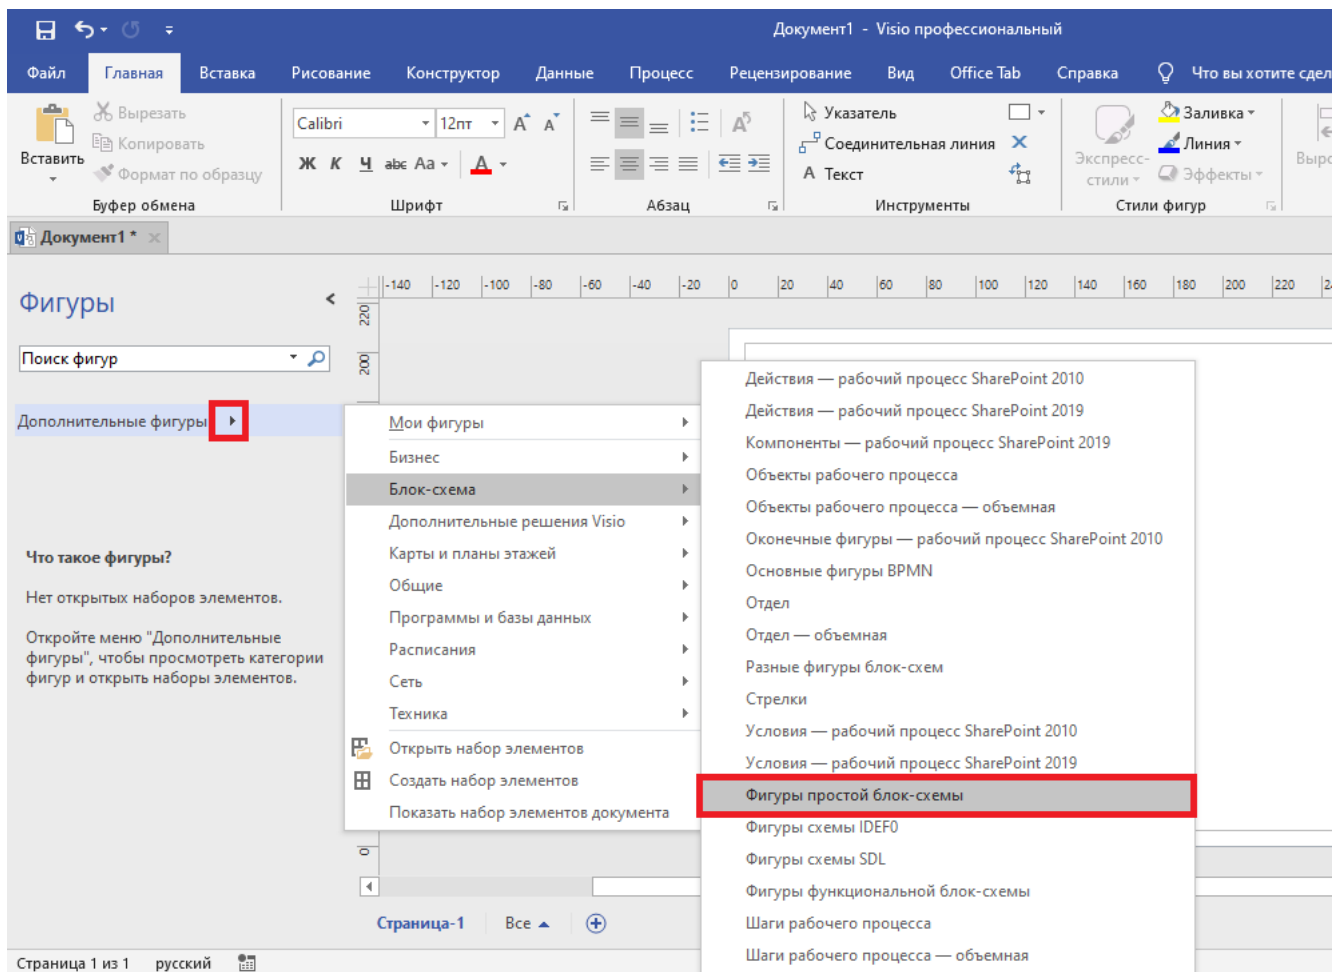 Документ1 - Visio профессиональный
Файл Главная Вставка Рисование Конструктор Данные Процесс Рецензирование Вид Office Tab Справка Что вы хотите сдел
Вставить
Вырезать
Копировать
Формат по образцу
Буфер обмена
Calibri 12пт A A
Ж К Ч abc Aa A
Шрифт
Абзац
Указатель
Соединительная линия
A Текст
Инструменты
Экспресс-
стили
Заливка
Линия
Эффекты
Стили фигур
Выро
Документ1 *
Фигуры
Поиск фигур
Дополнительные фигуры
Что такое фигуры?
Нет открытых наборов элементов.
Откройте меню "Дополнительные
фигуры", чтобы просмотреть категории
фигур и открыть наборы элементов.
-140 -120 -100 -80 -60 -40 -20 0 20 40 60 80 100 120 140 160 180 200 220
220
200
0
Мои фигуры
Бизнес
Блок-схема
Дополнительные решения Visio
Карты и планы этажей
Общие
Программы и базы данных
Расписания
Сеть
Техника
Открыть набор элементов
Создать набор элементов
Показать набор элементов документа
Действия — рабочий процесс SharePoint 2010
Действия — рабочий процесс SharePoint 2019
Компоненты — рабочий процесс SharePoint 2019
Объекты рабочего процесса
Объекты рабочего процесса — объемная
Оконечные фигуры — рабочий процесс SharePoint 2010
Основные фигуры BPMN
Отдел
Отдел — объемная
Разные фигуры блок-схем
Стрелки
Условия — рабочий процесс SharePoint 2010
Условия — рабочий процесс SharePoint 2019
Фигуры простой блок-схемы
Фигуры схемы IDEF0
Фигуры схемы SDL
Фигуры функциональной блок-схемы
Шаги рабочего процесса
Шаги рабочего процесса — объемная
Страница-1 Все
Страница 1 из 1 русский